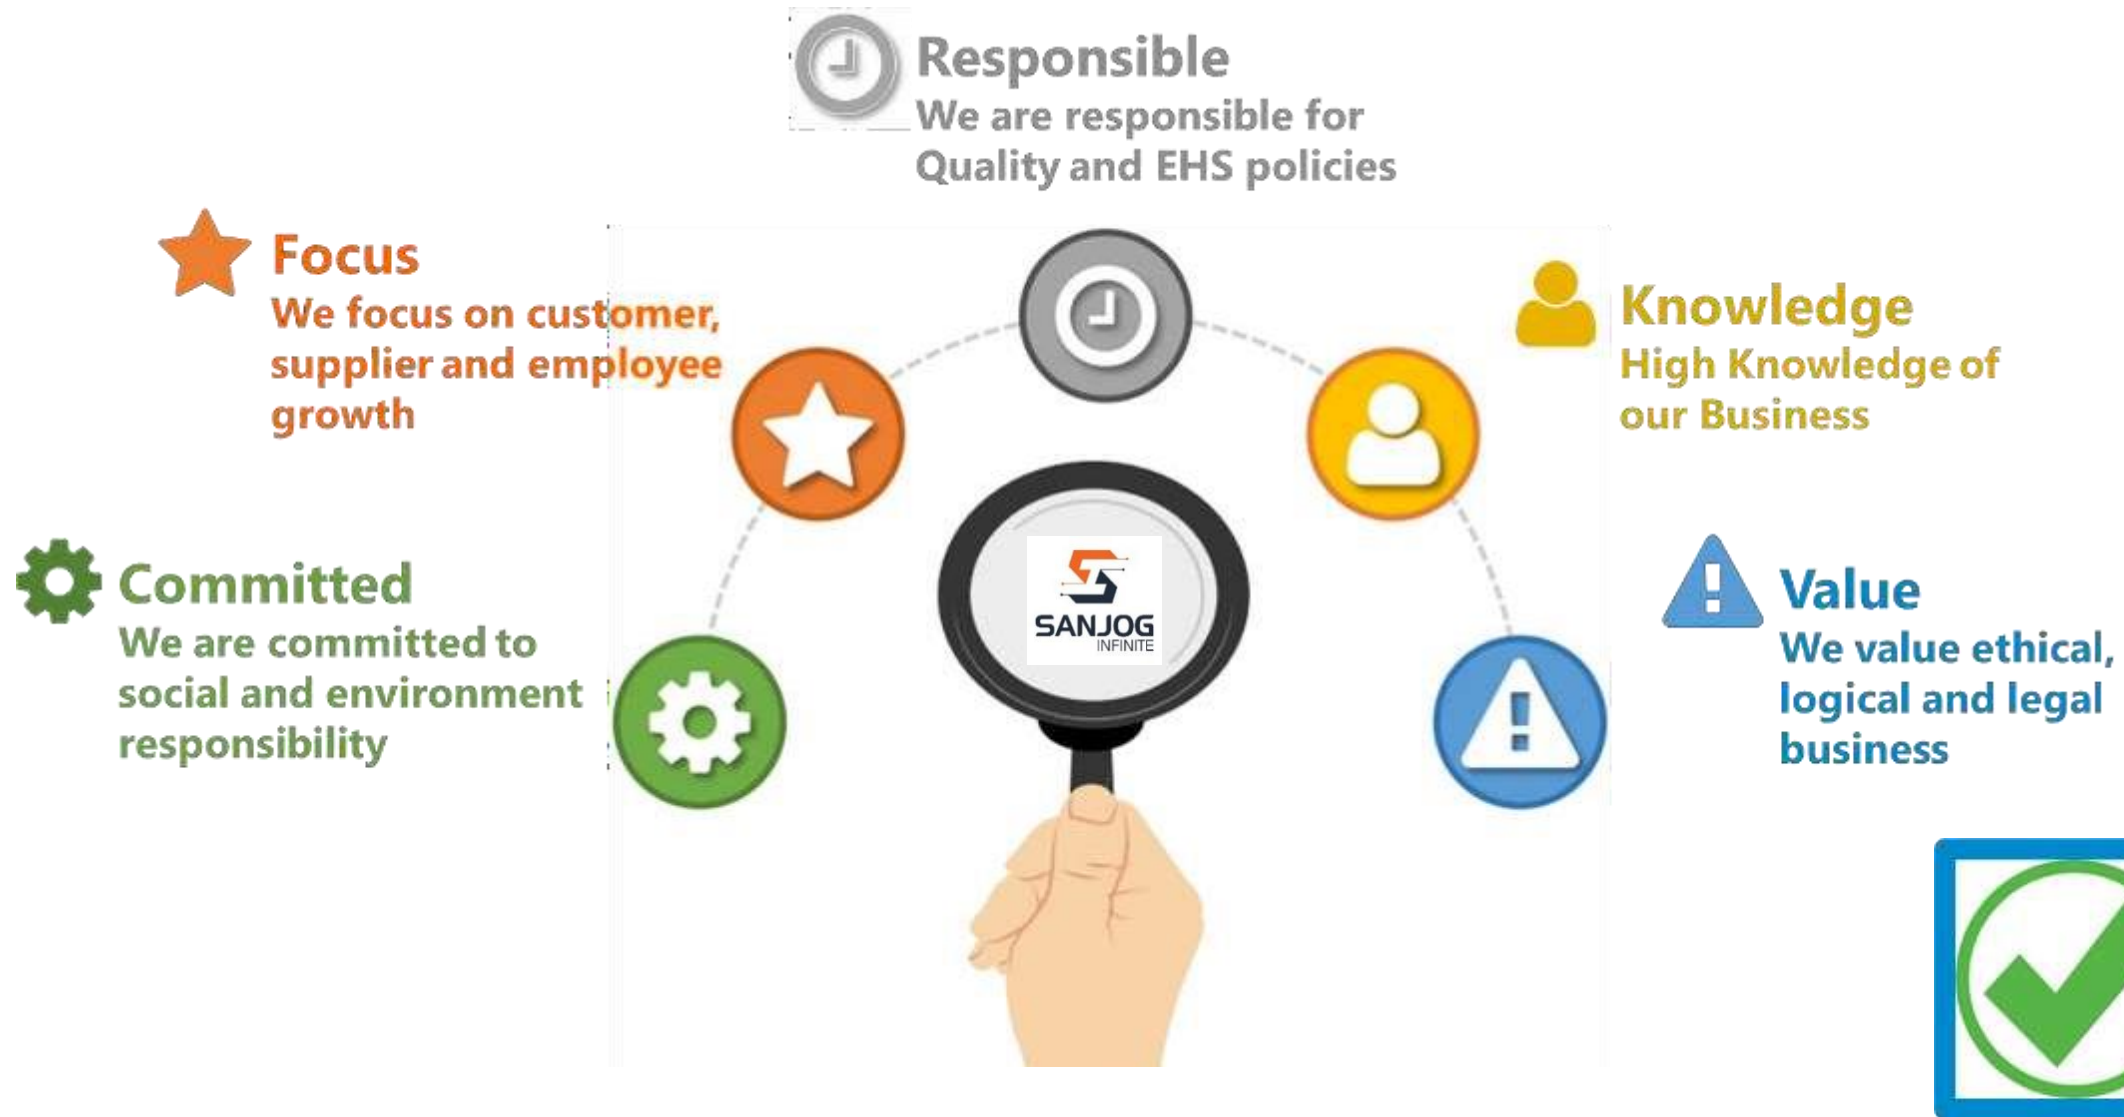 Responsible
We are responsible for
Quality and EHS policies
Focus
We focus on customer,
supplier and employee
growth
Knowledge
High Knowledge of
our Business
Committed
We are committed to
social and environment
responsibility
SANJOG
INFINITE
Value
We value ethical,
logical and legal
business